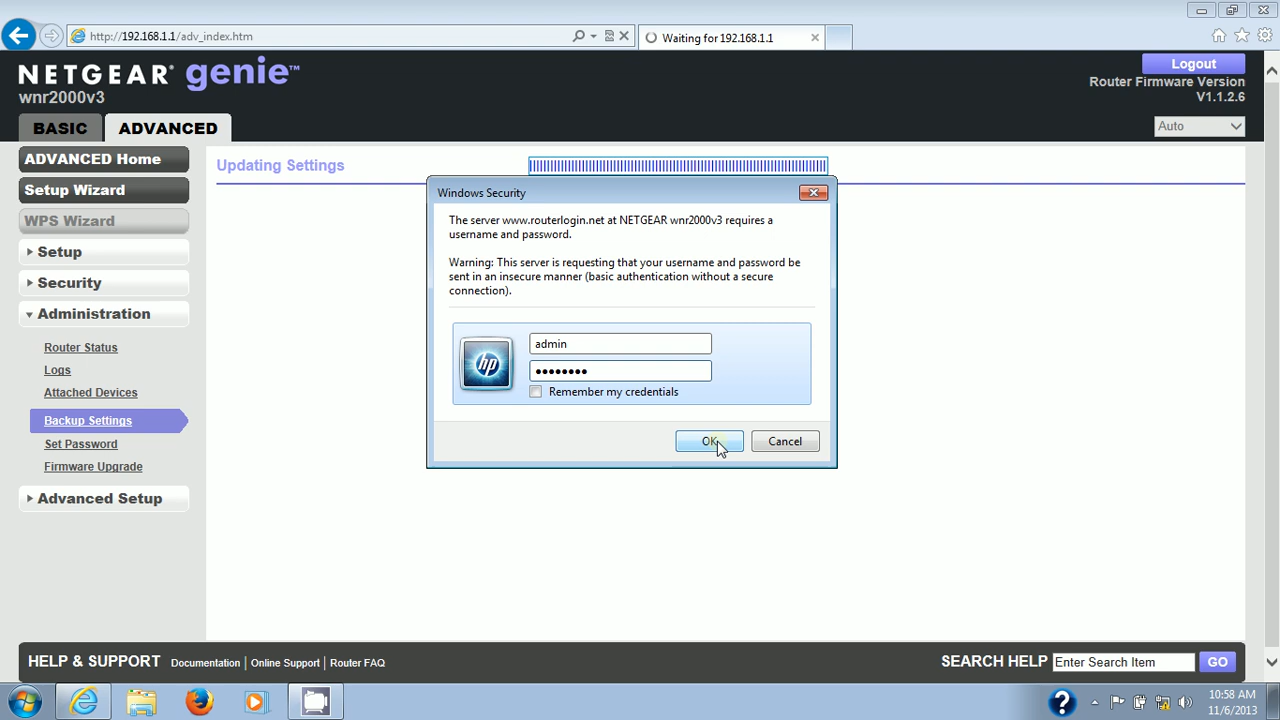 http://192.168.1.1/adv_index.htm
Waiting for 192.168.1.1
NETGEAR® genie™
wnr2000v3
Logout
Router Firmware Version
V1.1.2.6
BASIC
ADVANCED
Auto
ADVANCED Home
Setup Wizard
WPS Wizard
Setup
Security
Administration
Router Status
Logs
Attached Devices
Backup Settings
Set Password
Firmware Upgrade
Advanced Setup
Updating Settings
Windows Security
The server www.routerlogin.net at NETGEAR wnr2000v3 requires a
username and password.
Warning: This server is requesting that your username and password be
sent in an insecure manner (basic authentication without a secure
connection).
hp
admin
●●●●●●●●
Remember my credentials
OK
Cancel
HELP & SUPPORT Documentation | Online Support | Router FAQ
SEARCH HELP Enter Search Item GO
10:58 AM
11/6/2013